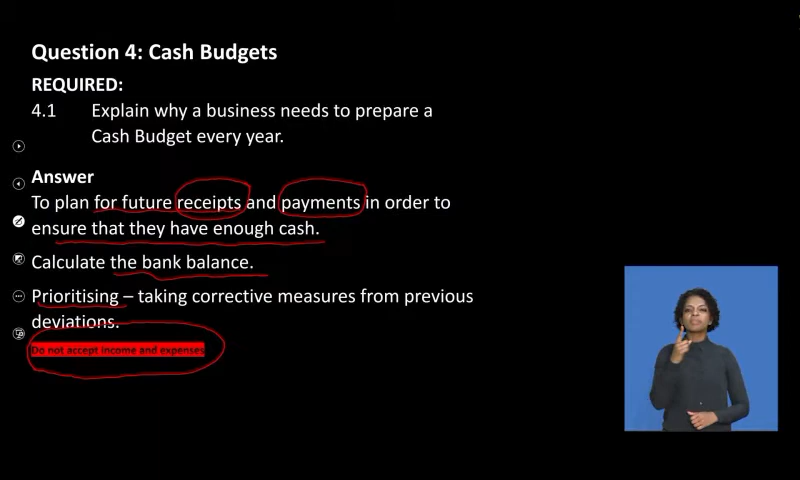 Question 4: Cash Budgets
REQUIRED:
4.1 Explain why a business needs to prepare a
Cash Budget every year.
Answer
To plan for future receipts and payments in order to
ensure that they have enough cash.
Calculate the bank balance.
Prioritising – taking corrective measures from previous
deviations.
Do not accept income and expenses